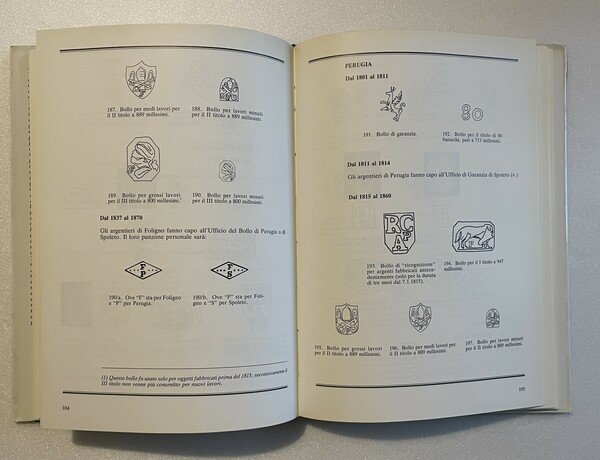 187. Bollo per medi lavori per
il II titolo a 889 millesimi.
188. Bollo per lavori minuti
per il II titolo a 889 millesimi.
189. Bollo per grossi lavori
per il III titolo a 800 millesimi.¹
190. Bollo per lavori minuti
per il III titolo a 800 millesimi.
Dal 1837 al 1870
Gli argentieri di Foligno fanno capo all'Ufficio del Bollo di Perugia o di
Spoleto. Il loro punzone personale sarà:
F
P
F
S
190/a. Ove "F" sta per Foligno
e "P" per Perugia.
190/b. Ove "F" sta per Foli-
gno e "S" per Spoleto.
(1) Questo bollo fu usato solo per oggetti fabbricati prima del 1815; successivamente il
III titolo non venne più consentito per nuovi lavori.
104
PERUGIA
Dal 1801 al 1811
80
191. Bollo di garanzia.
192. Bollo per il titolo di 80
baiocchi, pari a 711 millesimi.
Dal 1811 al 1814
Gli argentieri di Perugia fanno capo all'Ufficio di Garanzia di Spoleto (v.)
Dal 1815 al 1860
RC
AP
193. Bollo di "ricognizione" per
argenti fabbricati antece-
dentemente (solo per la durata
di tre mesi dal 7.1.1815).
194. Bollo per il I titolo a 947
millesimi.
195. Bollo per grossi lavori
per il II titolo a 889 millesimi.
196. Bollo per medi lavori
per il II titolo a 889 millesimi.
197. Bollo per lavori minuti
per il II titolo a 889 millesimi.
105